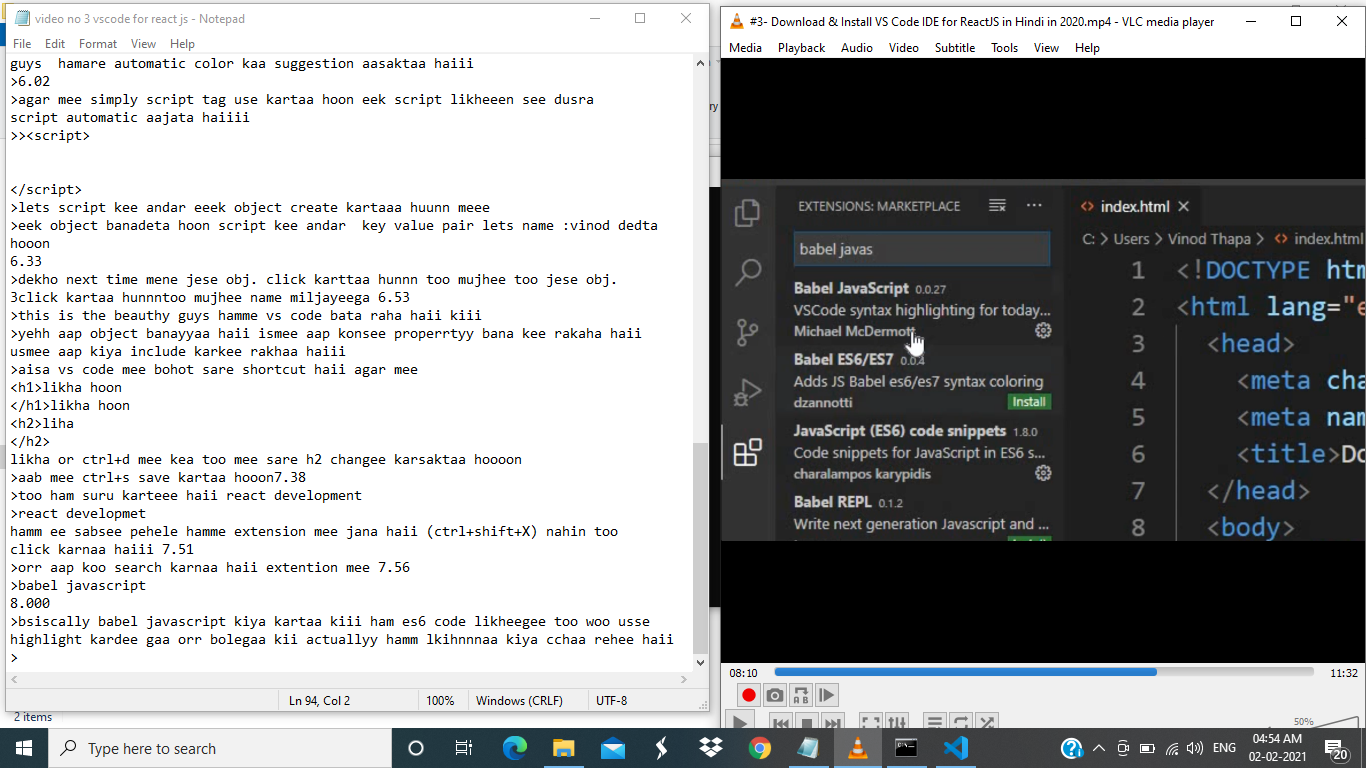 video no 3 vscode for react js - Notepad
File Edit Format View Help
guys  hamare automatic color kaa suggestion aasaktaa haiii
>6.02
>agar mee simply script tag use kartaa hoon eek script likheeen see dusra
script automatic aajata haiiii
>><script>
</script>
>lets script kee andar eeek object create kartaaa huunn meee
>eek object banadeta hoon script kee andar  key value pair lets name :vinod dedta
hooon
6.33
>dekho next time mene jese obj. click karttaa hunnn too mujhee too jese obj.
3click kartaa hunnntoo mujhee name miljayeega 6.53
>this is the beauthy guys hamme vs code bata raha haii kiii
>yehh aap object banayyaa haii ismee aap konsee properrtyy bana kee rakaha haii
usmee aap kiya include karkee rakhaa haiii
>aisa vs code mee bohot sare shortcut haii agar mee
<h1>likha hoon
</h1>likha hoon
<h2>liha
</h2>
likha or ctrl+d mee kea too mee sare h2 changee karsaktaa hoooon
>aab mee ctrl+s save kartaa hooon7.38
>too ham suru karteee haii react development
>react developmet
hamm ee sabsee pehele hamme extension mee jana haii (ctrl+shift+X) nahin too
click karnaa haiii 7.51
>orr aap koo search karnaa haii extention mee 7.56
>babel javascript
8.000
>bsiscally babel javascript kiya kartaa kiii ham es6 code likheegee too woo usse
highlight kardee gaa orr bolegaa kii actuallyy hamm lkihnnnaa kiya cchaa rehee haii
>
Ln 94, Col 2
100%
Windows (CRLF)
UTF-8
2 items
#3- Download & Install VS Code IDE for ReactJS in Hindi in 2020.mp4 - VLC media player
Media Playback Audio Video Subtitle Tools View Help
EXTENSIONS: MARKETPLACE
babel javas
Babel JavaScript 0.0.27
VSCode syntax highlighting for today...
Michael McDermott
Babel ES6/ES7 0.0.4
Adds JS Babel es6/es7 syntax coloring
dzannotti
Install
JavaScript (ES6) code snippets 1.8.0
Code snippets for JavaScript in ES6 s...
charalampos karypidis
Babel REPL 0.1.2
Write next generation Javascript and ...
index.html
C: > Users > Vinod Thapa > index.html
1 <!DOCTYPE htm
2 <html lang="e
3 <head>
4 <meta cha
5 <meta nam
6 <title>Do
7 </head>
8 <body>
08:10
11:32
50%
Type here to search
ENG
04:54 AM
02-02-2021
20